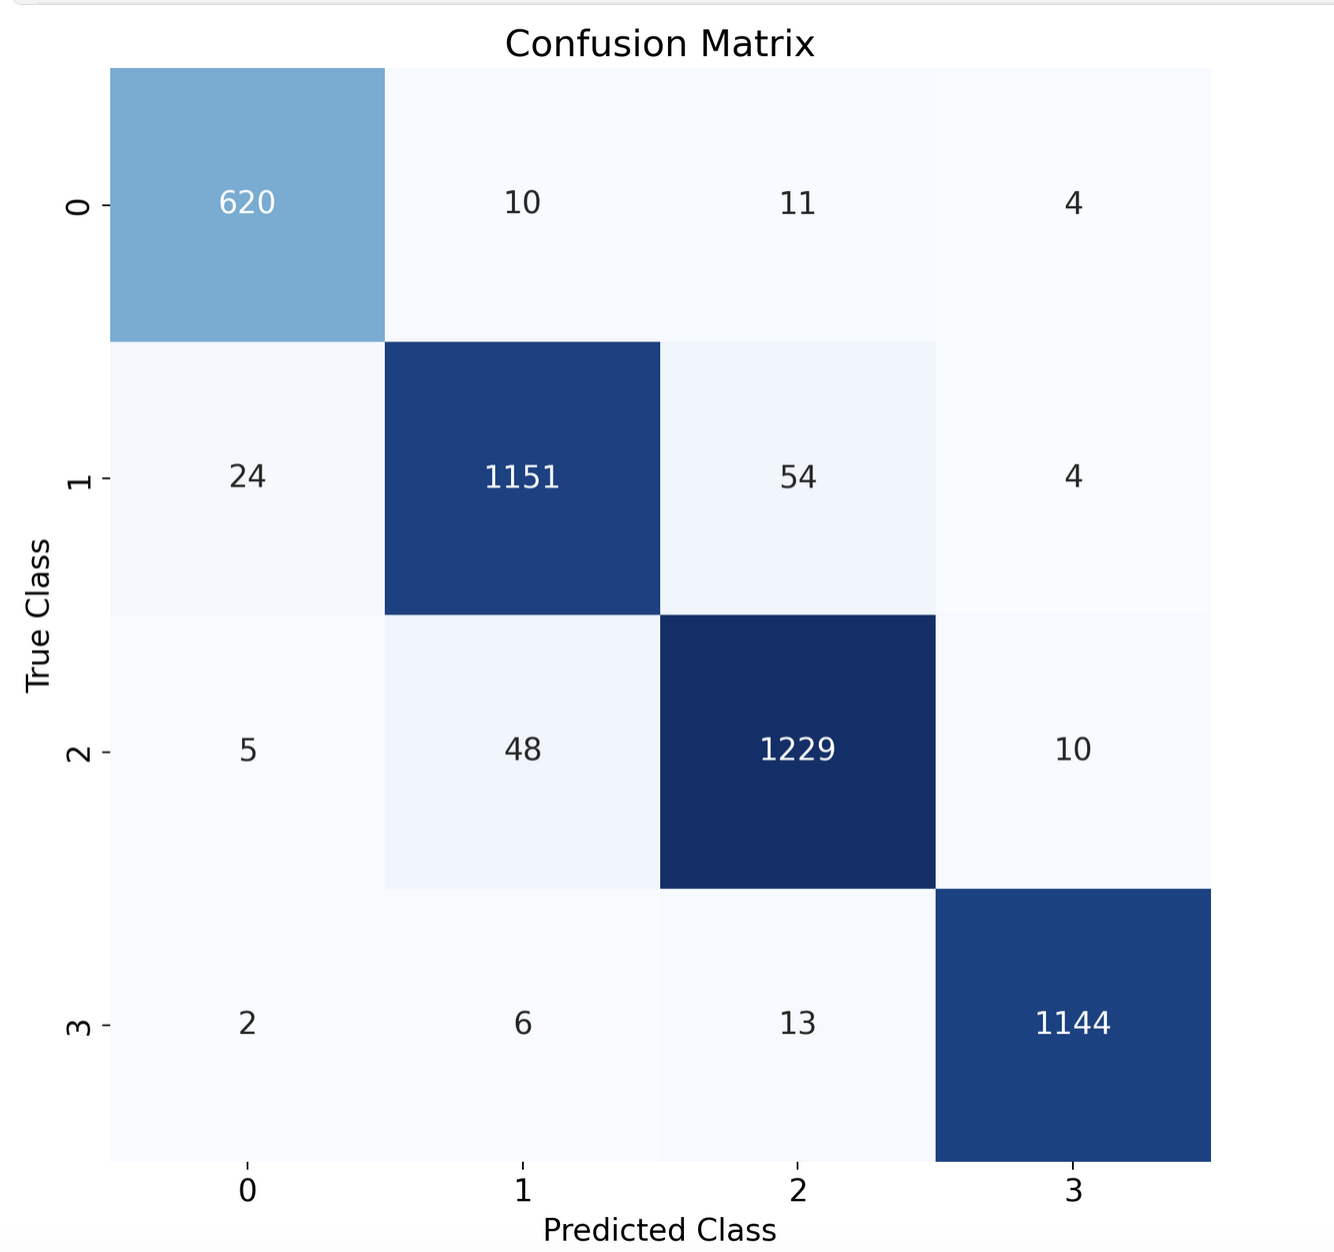 Confusion Matrix
0 620 10 11 4
1 24 1151 54 4
2 5 48 1229 10
3 2 6 13 1144
True Class
0 1 2 3
Predicted Class